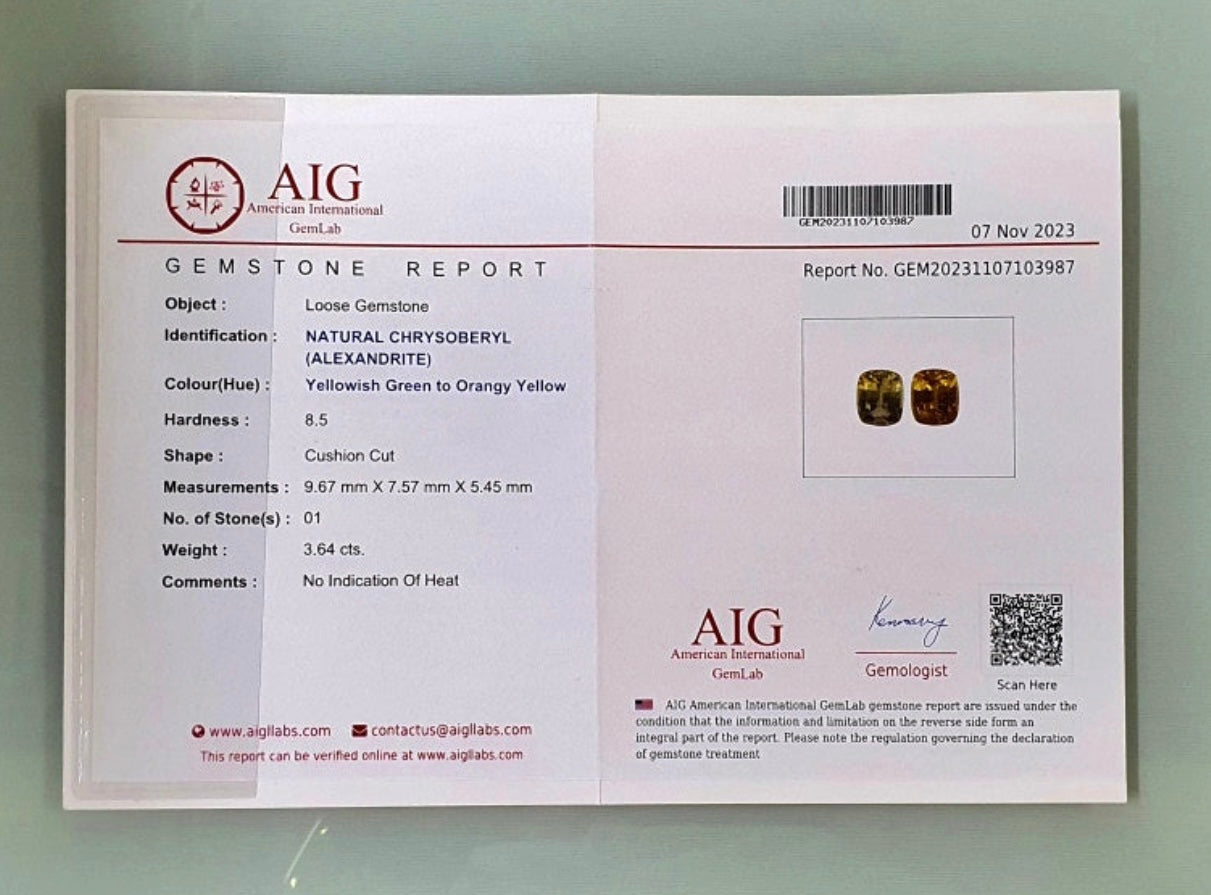 AIG
American International
GemLab
GEMSTONE REPORT
Object : Loose Gemstone
Identification : NATURAL CHRYSOBERYL
(ALEXANDRITE)
Colour(Hue) : Yellowish Green to Orangy Yellow
Hardness : 8.5
Shape : Cushion Cut
Measurements : 9.67 mm X 7.57 mm X 5.45 mm
No. of Stone(s) : 01
Weight : 3.64 cts.
Comments : No Indication Of Heat
www.aigllabs.com contactus@aigllabs.com
This report can be verified online at www.aigllabs.com
GEM20231107103987
07 Nov 2023
Report No. GEM20231107103987
AIG
American International
GemLab
Gemologist
Scan Here
AIG American International GemLab gemstone report are issued under the
condition that the information and limitation on the reverse side form an
integral part of the report. Please note the regulation governing the declaration
of gemstone treatment